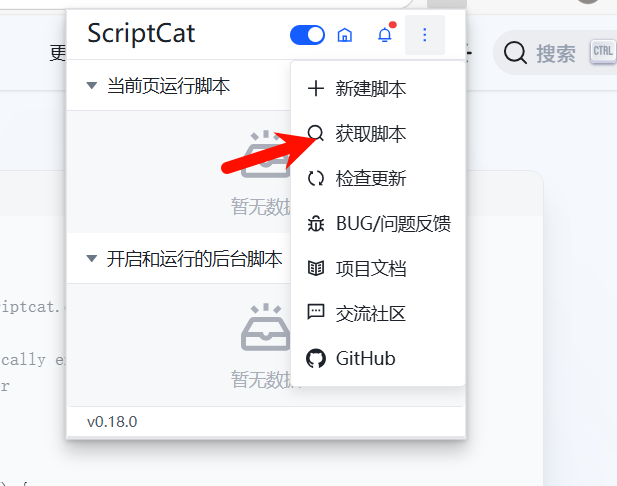 ScriptCat
更
搜索
CTRL
当前页运行脚本
新建脚本
获取脚本
检查更新
暂无数据
BUG/问题反馈
开启和运行的后台脚本
项目文档
交流社区
GitHub
暂无数据
v0.18.0
riptcat.
cally e
r
) {